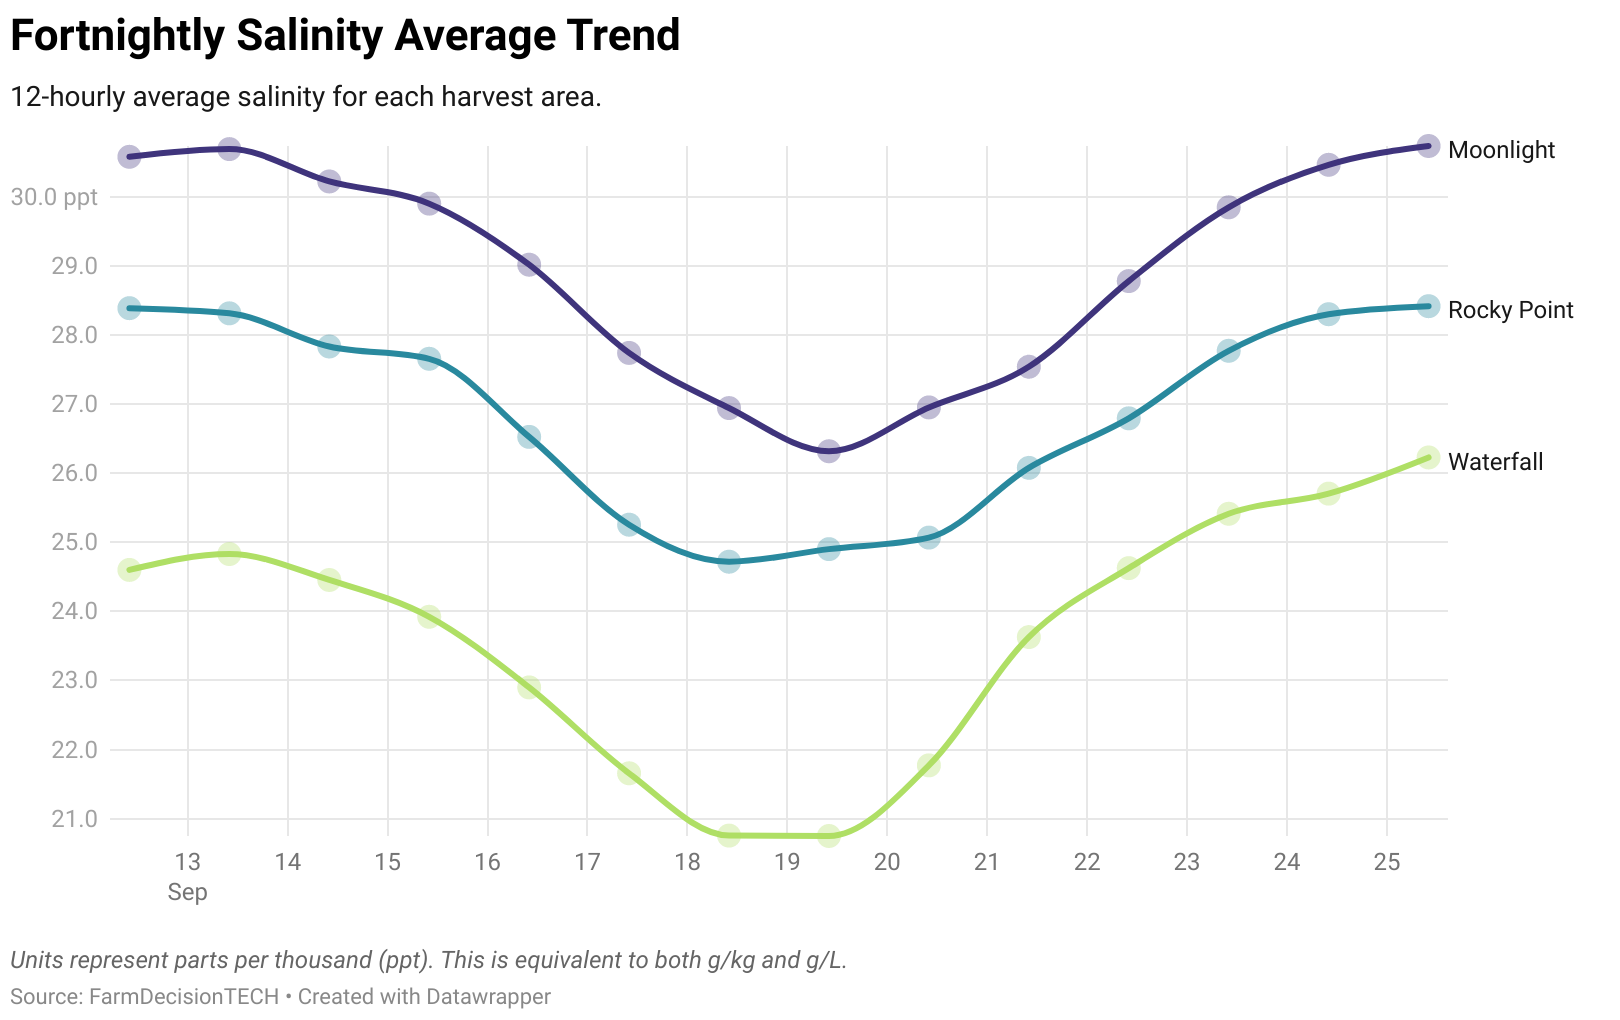 Fortnightly Salinity Average Trend
12-hourly average salinity for each harvest area.
Moonlight
30.0 ppt
29.0
Rocky Point
28.0
27.0
Waterfall
26.0
25.0
24.0
23.0
22.0
21.0
13 14 15 16 17 18 19 20 21 22 23 24 25
Sep
Units represent parts per thousand (ppt). This is equivalent to both g/kg and g/L.
Source: FarmDecisionTECH • Created with Datawrapper